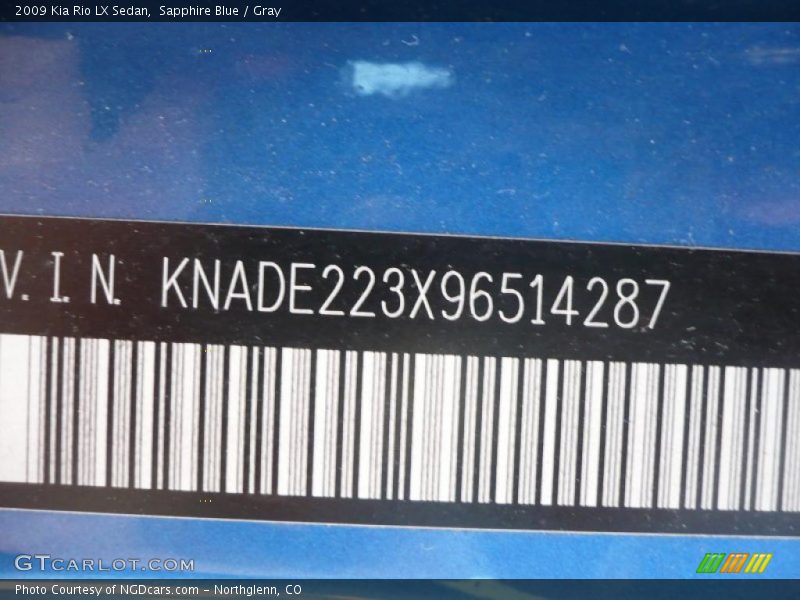 2009 Kia Rio LX Sedan, Sapphire Blue / Gray
V.I.N. KNADE223X96514287
GTCARLOT.COM
Photo Courtesy of NGDcars.com - Northglenn, CO